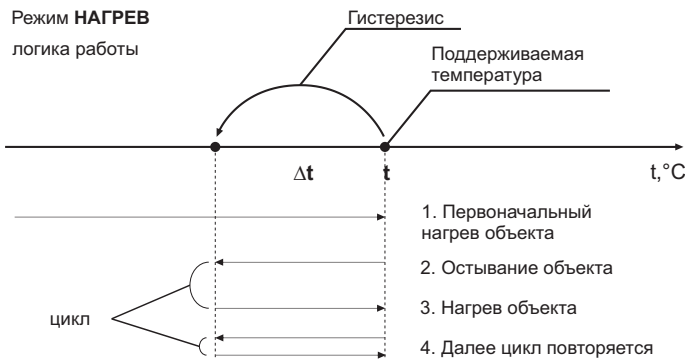 Режим НАГРЕВ
логика работы
Гистерезис
Поддерживаемая
температура
Δt
t
t,°C
1. Первоначальный
нагрев объекта
2. Остывание объекта
3. Нагрев объекта
цикл
4. Далее цикл повторяется